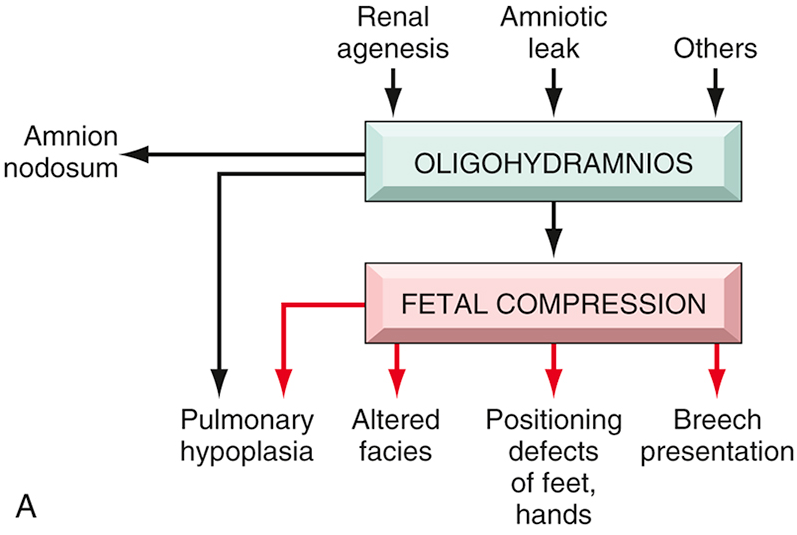 Renal
agenesis
Amniotic
leak
Others
Amnion
nodosum
OLIGOHYDRAMNIOS
FETAL COMPRESSION
Pulmonary
hypoplasia
Altered
facies
Positioning
defects
of feet,
hands
Breech
presentation
A